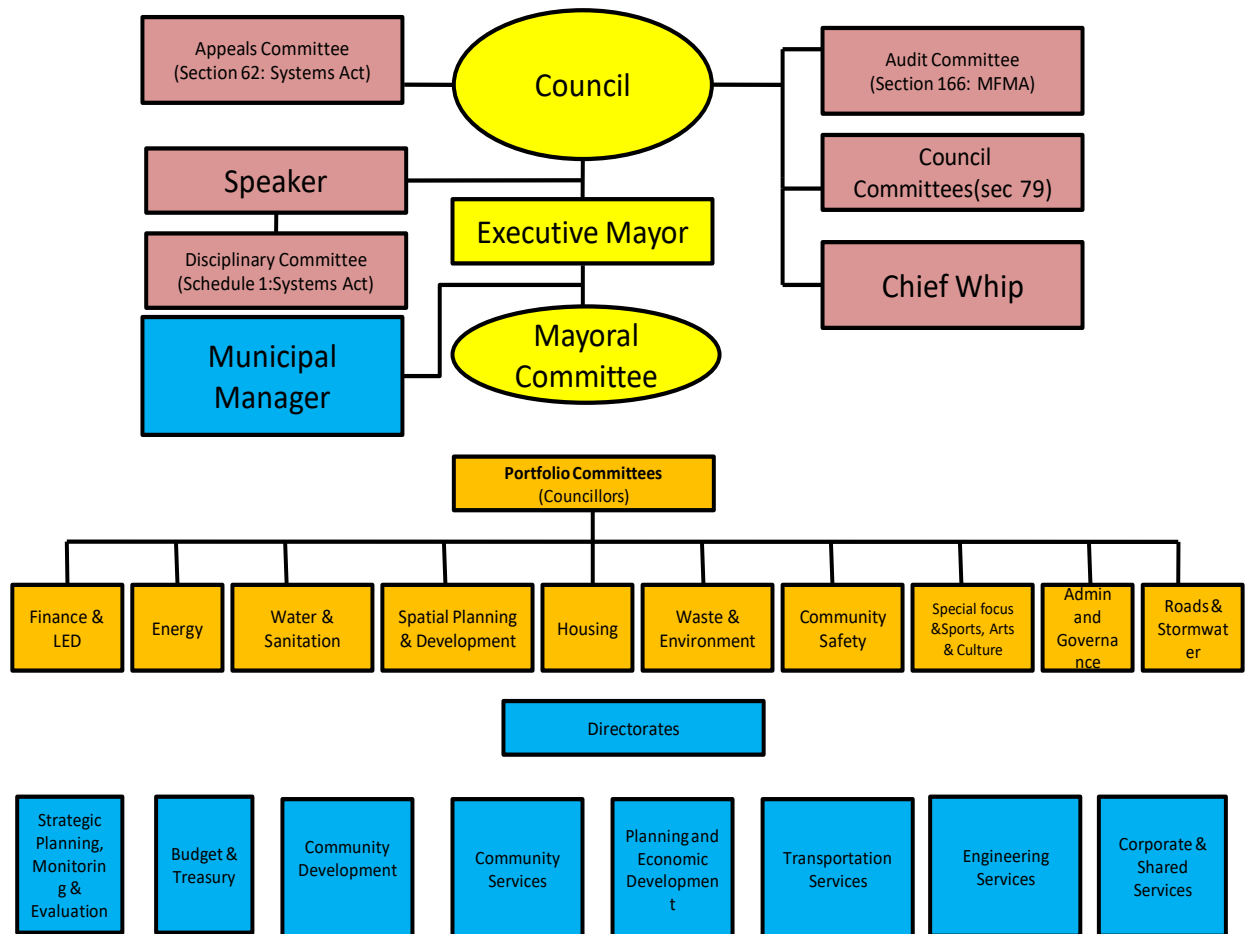 Appeals Committee
(Section 62: Systems Act)
Council
Audit Committee
(Section 166: MFMA)
Speaker
Council
Committees(sec 79)
Executive Mayor
Disciplinary Committee
(Schedule 1:Systems Act)
Chief Whip
Municipal
Manager
Mayoral
Committee
Portfolio Committees
(Councillors)
Finance &
LED
Energy
Water &
Sanitation
Spatial Planning
& Development
Housing
Waste &
Environment
Community
Safety
Special focus
&Sports, Arts
& Culture
Admin
and
Governa
nce
Roads &
Stormwat
er
Directorates
Strategic
Planning,
Monitorin
g &
Evaluation
Budget &
Treasury
Community
Development
Community
Services
Planning and
Economic
Developmen
t
Transportation
Services
Engineering
Services
Corporate &
Shared
Services